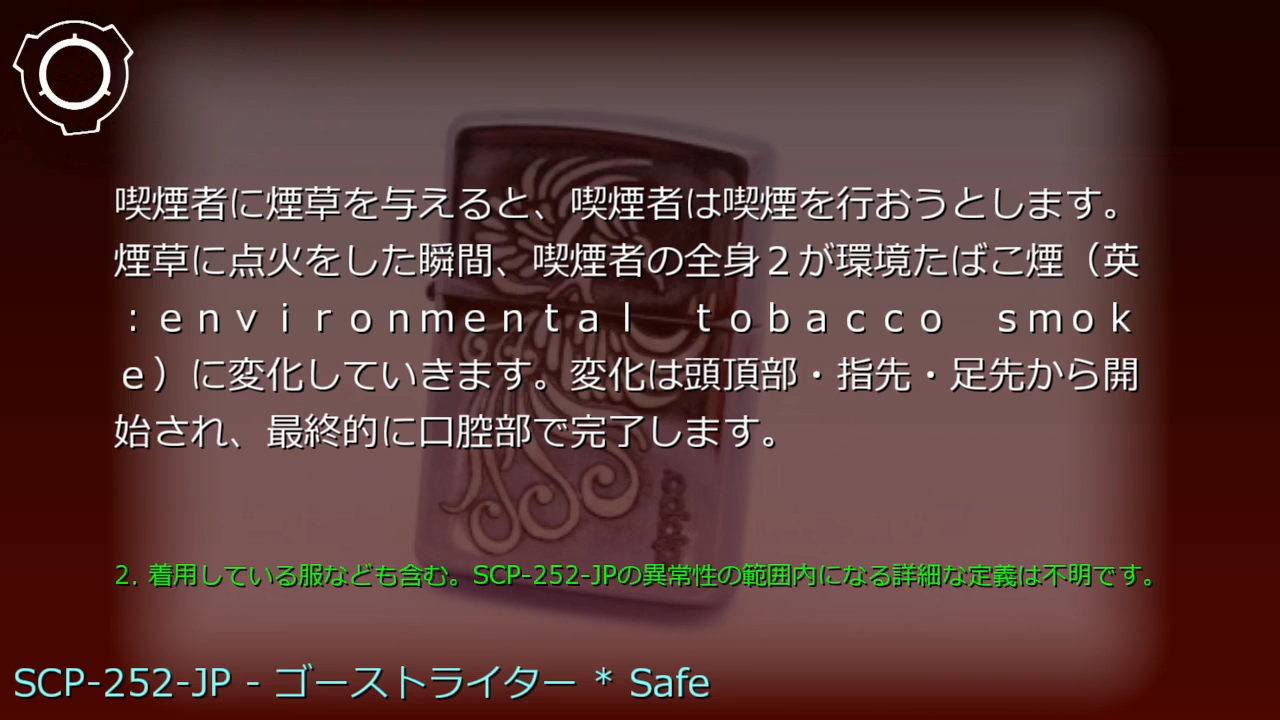 喫煙者に煙草を与えると、喫煙者は喫煙を行おうとします。
煙草に点火をした瞬間、喫煙者の全身２が環境たばこ煙（英
：ｅｎｖｉｒｏｎｍｅｎｔａｌ　ｔｏｂａｃｃｏ　ｓｍｏｋ
ｅ）に変化していきます。変化は頭頂部・指先・足先から開
始され、最終的に口腔部で完了します。
2. 着用している服なども含む。SCP-252-JPの異常性の範囲内になる詳細な定義は不明です。
SCP-252-JP - ゴーストライター * Safe